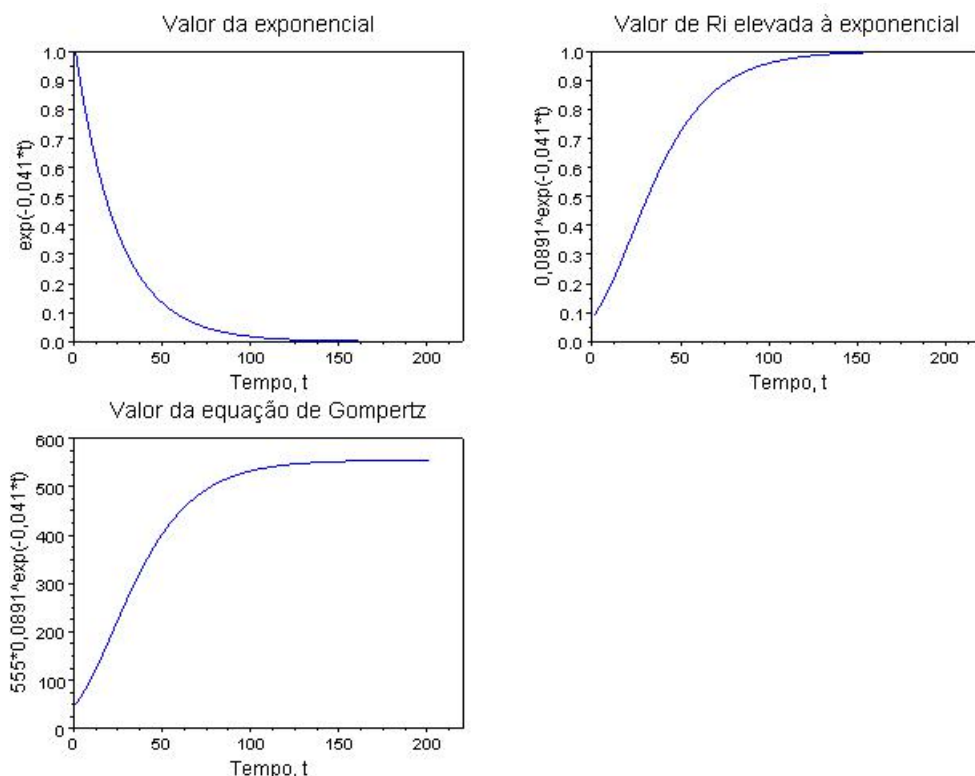 Valor da exponencial
exp(-0,041*t)
1.0
0.9
0.8
0.7
0.6
0.5
0.4
0.3
0.2
0.1
0.0
0 50 100 150 200
Tempo, t
Valor de Ri elevada à exponencial
0,0891^exp(-0,041*t)
1.0
0.9
0.8
0.7
0.6
0.5
0.4
0.3
0.2
0.1
0.0
0 50 100 150 200
Tempo, t
Valor da equação de Gompertz
555*0,0891^exp(-0,041*t)
600
500
400
300
200
100
0
0 50 100 150 200
Tempo, t